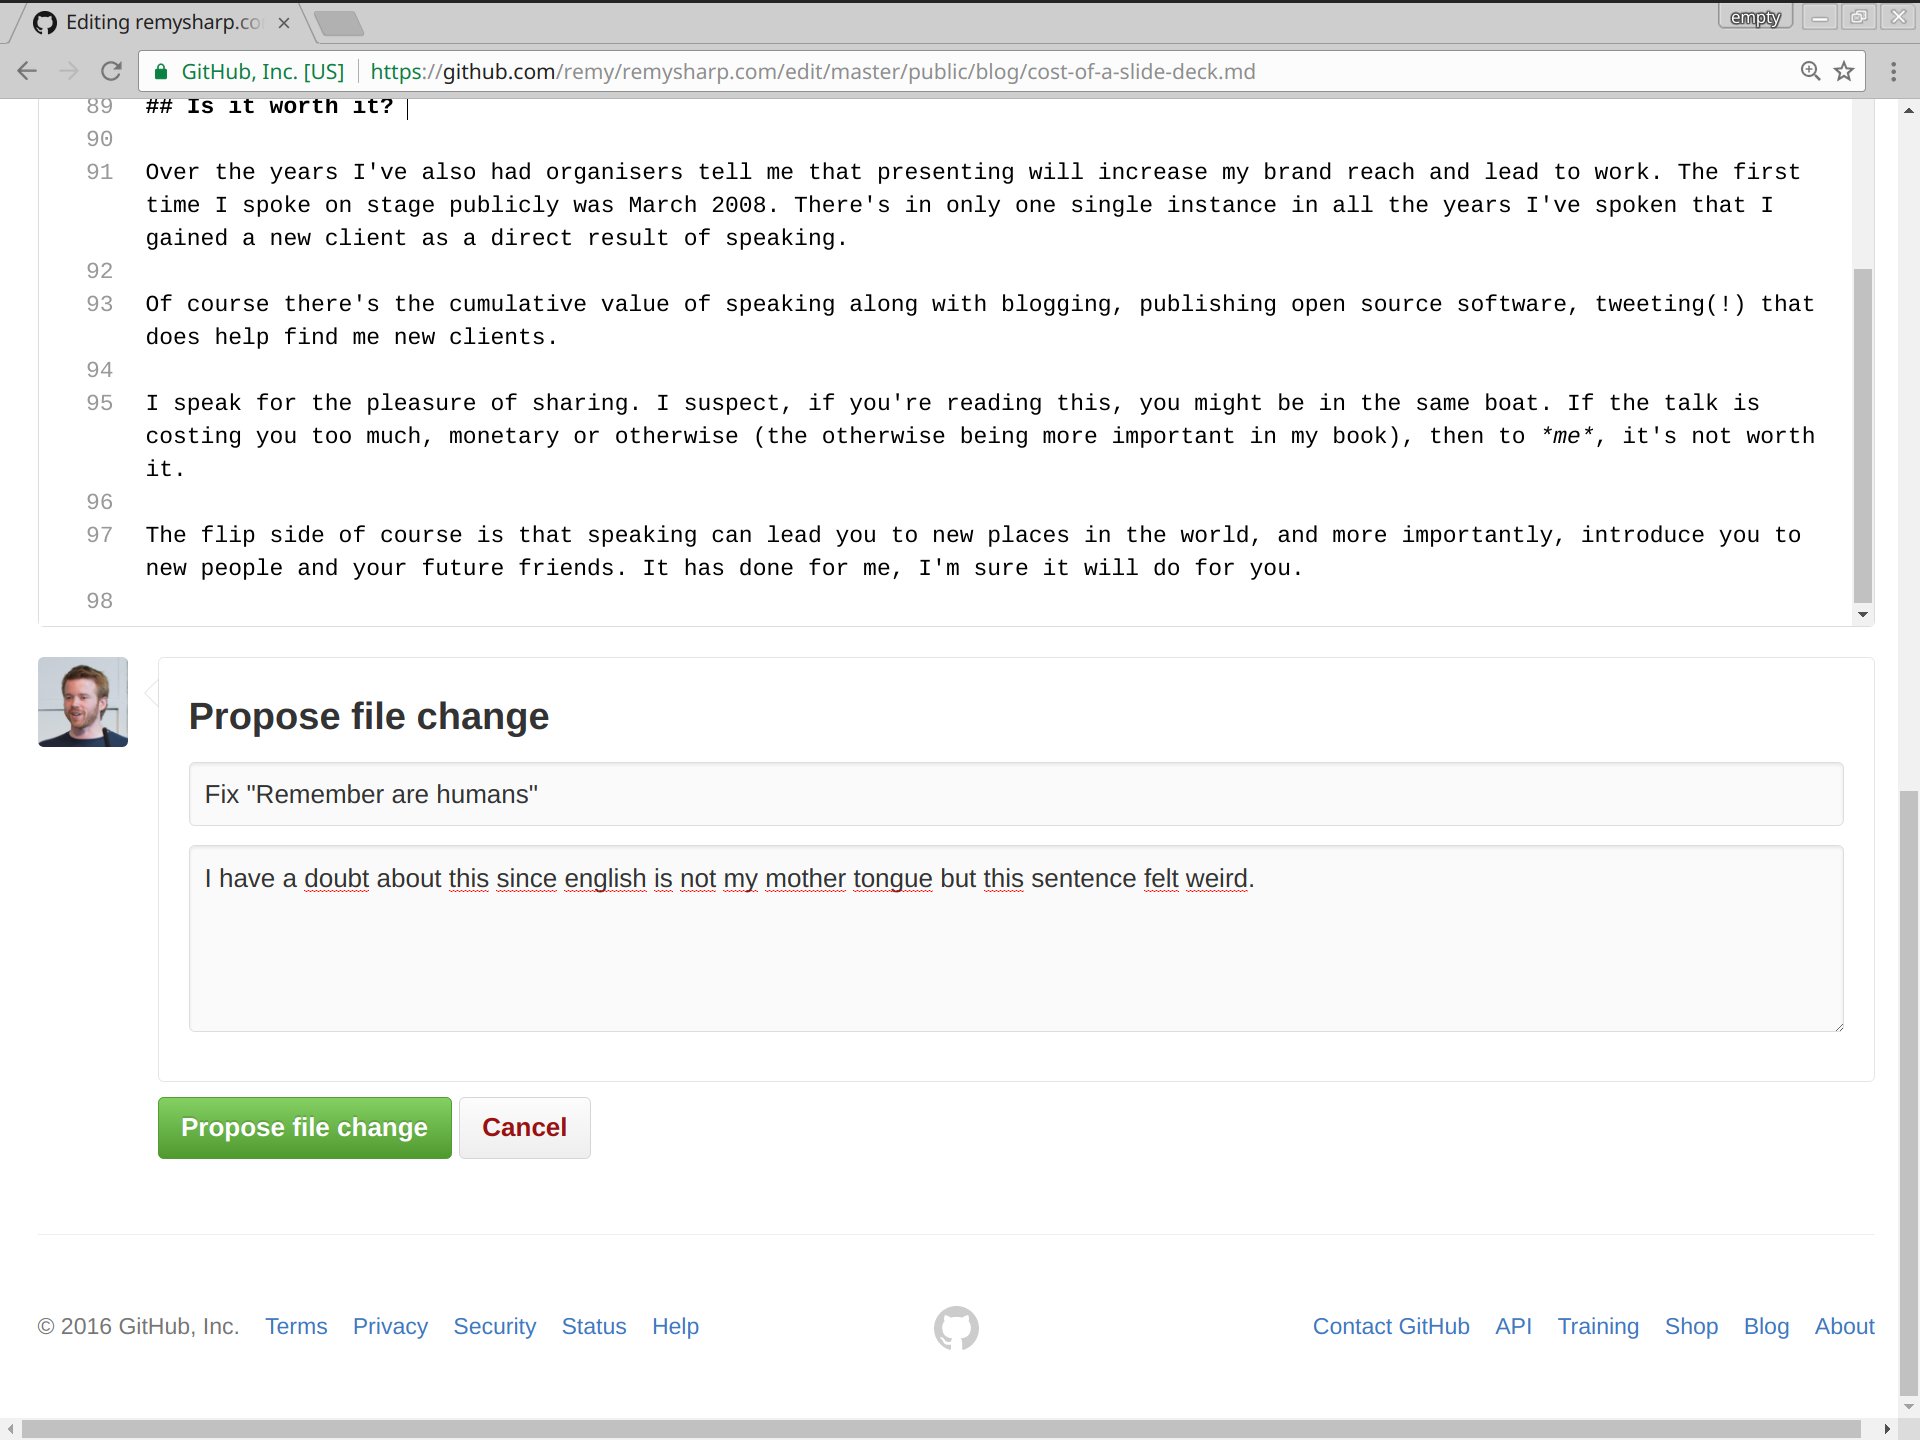 Editing remysharp.co
empty
GitHub, Inc. [US] https://github.com/remy/remysharp.com/edit/master/public/blog/cost-of-a-slide-deck.md
89 ## Is it worth it?
90
91 Over the years I've also had organisers tell me that presenting will increase my brand reach and lead to work. The first
time I spoke on stage publicly was March 2008. There's in only one single instance in all the years I've spoken that I
gained a new client as a direct result of speaking.
92
93 Of course there's the cumulative value of speaking along with blogging, publishing open source software, tweeting(!) that
does help find me new clients.
94
95 I speak for the pleasure of sharing. I suspect, if you're reading this, you might be in the same boat. If the talk is
costing you too much, monetary or otherwise (the otherwise being more important in my book), then to *me*, it's not worth
it.
96
97 The flip side of course is that speaking can lead you to new places in the world, and more importantly, introduce you to
new people and your future friends. It has done for me, I'm sure it will do for you.
98
Propose file change
Fix "Remember are humans"
I have a doubt about this since english is not my mother tongue but this sentence felt weird.
Propose file change Cancel
© 2016 GitHub, Inc. Terms Privacy Security Status Help Contact GitHub API Training Shop Blog About